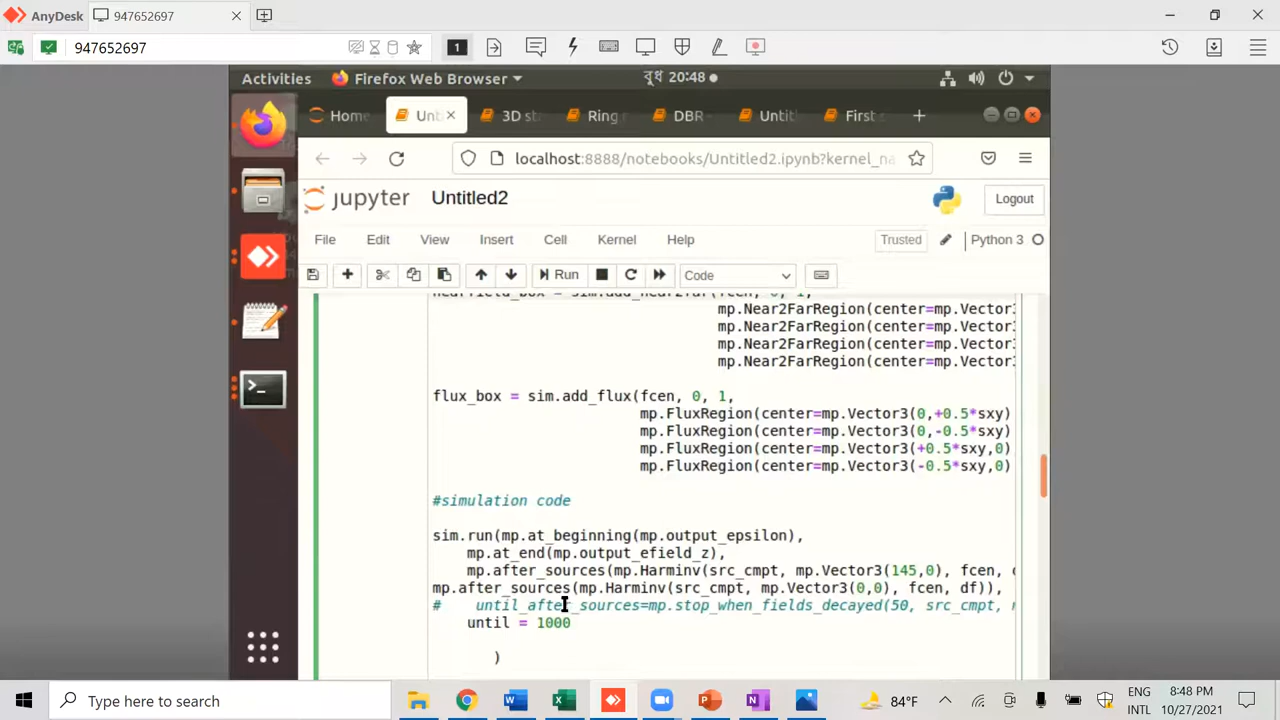 AnyDesk 947652697
947652697 1
Activities Firefox Web Browser বুধ 20:48
Home Unt 3D st Ring DBR Untit First s
localhost:8888/notebooks/Untitled2.ipynb?kernel_na
jupyter Untitled2 Logout
File Edit View Insert Cell Kernel Help Trusted Python 3
Run Code
nearfield_box = sim.add_near2far(fcen, 0, 1,
mp.Near2FarRegion(center=mp.Vector3
mp.Near2FarRegion(center=mp.Vector3
mp.Near2FarRegion(center=mp.Vector3
mp.Near2FarRegion(center=mp.Vector3
flux_box = sim.add_flux(fcen, 0, 1,
mp.FluxRegion(center=mp.Vector3(0,+0.5*sxy)
mp.FluxRegion(center=mp.Vector3(0,-0.5*sxy)
mp.FluxRegion(center=mp.Vector3(+0.5*sxy,0)
mp.FluxRegion(center=mp.Vector3(-0.5*sxy,0)
#simulation code
sim.run(mp.at_beginning(mp.output_epsilon),
mp.at_end(mp.output_efield_z),
mp.after_sources(mp.Harminv(src_cmpt, mp.Vector3(145,0), fcen,
mp.after_sources(mp.Harminv(src_cmpt, mp.Vector3(0,0), fcen, df)),
# until_after_sources=mp.stop_when_fields_decayed(50, src_cmpt,
until = 1000
)
Type here to search 84°F ENG 8:48 PM
INTL 10/27/2021